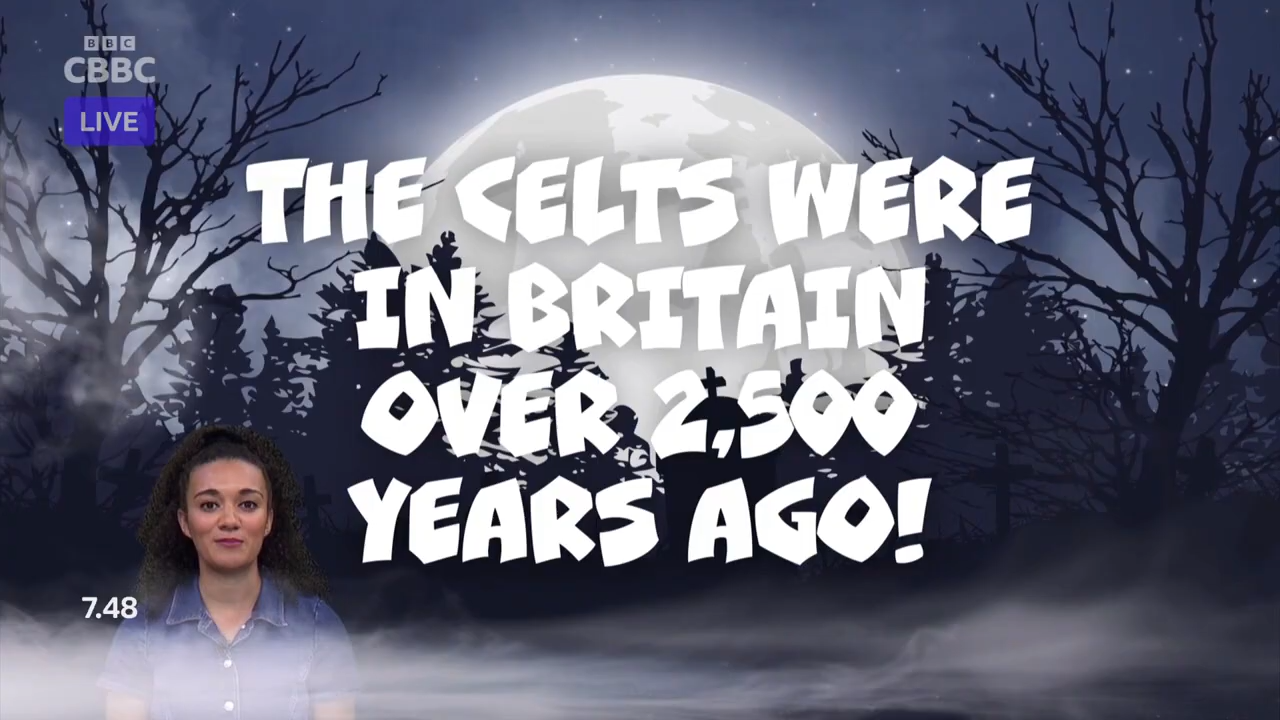 BBC
CBBC
LIVE
THE CELTS WERE
IN BRITAIN
OVER 2,500
YEARS AGO!
7.48